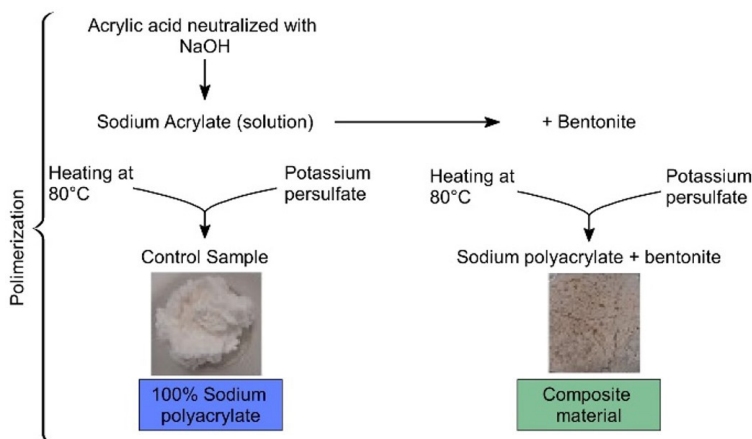 Acrylic acid neutralized with
NaOH
Sodium Acrylate (solution)
+ Bentonite
Heating at
80°C
Potassium
persulfate
Heating at
80°C
Potassium
persulfate
Polimerization
Control Sample
Sodium polyacrylate + bentonite
100% Sodium
polyacrylate
Composite
material